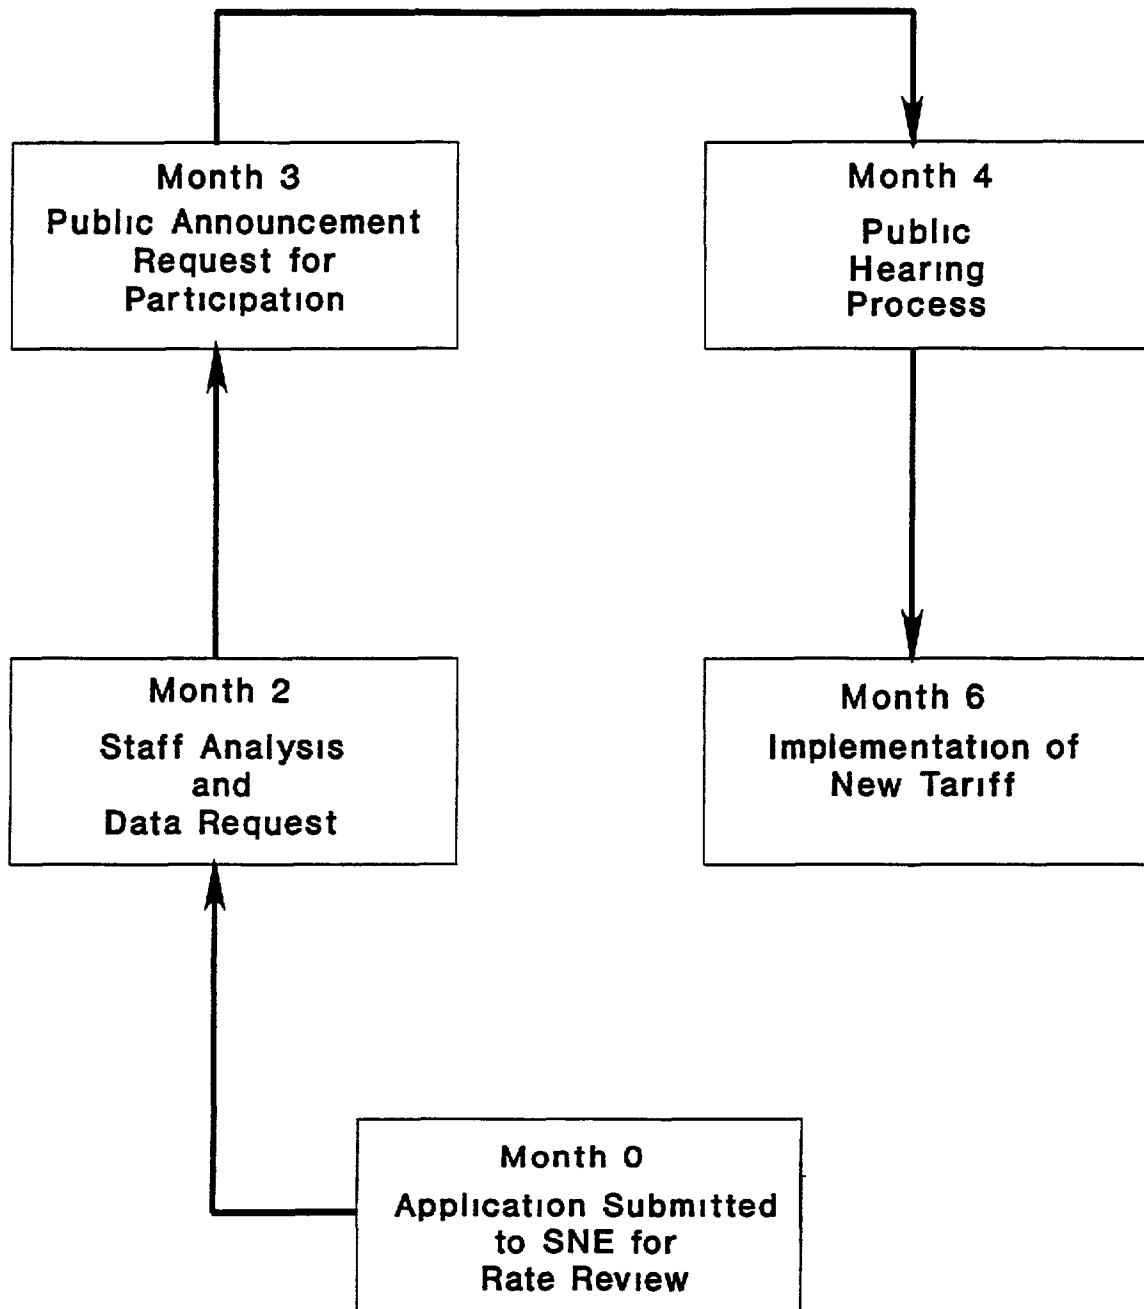 Month 3
Public Announcement
Request for
Participation
Month 4
Public
Hearing
Process
Month 2
Staff Analysis
and
Data Request
Month 6
Implementation of
New Tariff
Month 0
Application Submitted
to SNE for
Rate Review